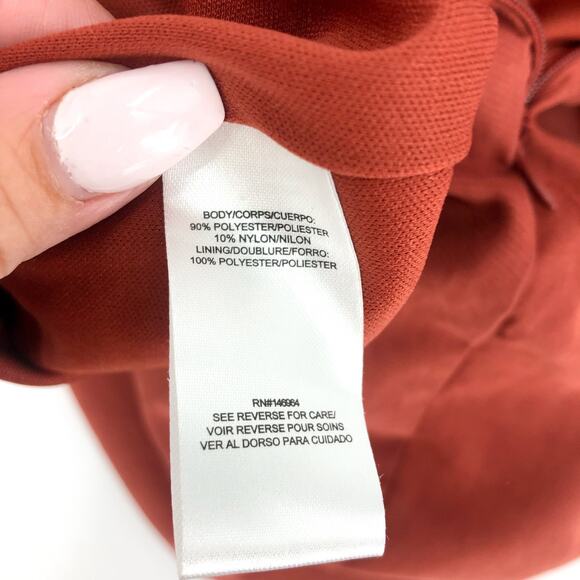 BODY/CORPS/CUERPO:
90% POLYESTER/POLIESTER
10% NYLON/NILON
LINING/DOUBLURE/FORRO:
100% POLYESTER/POLIESTER
RN#146984
SEE REVERSE FOR CARE/
VOIR REVERSE POUR SOINS
VER AL DORSO PARA CUIDADO